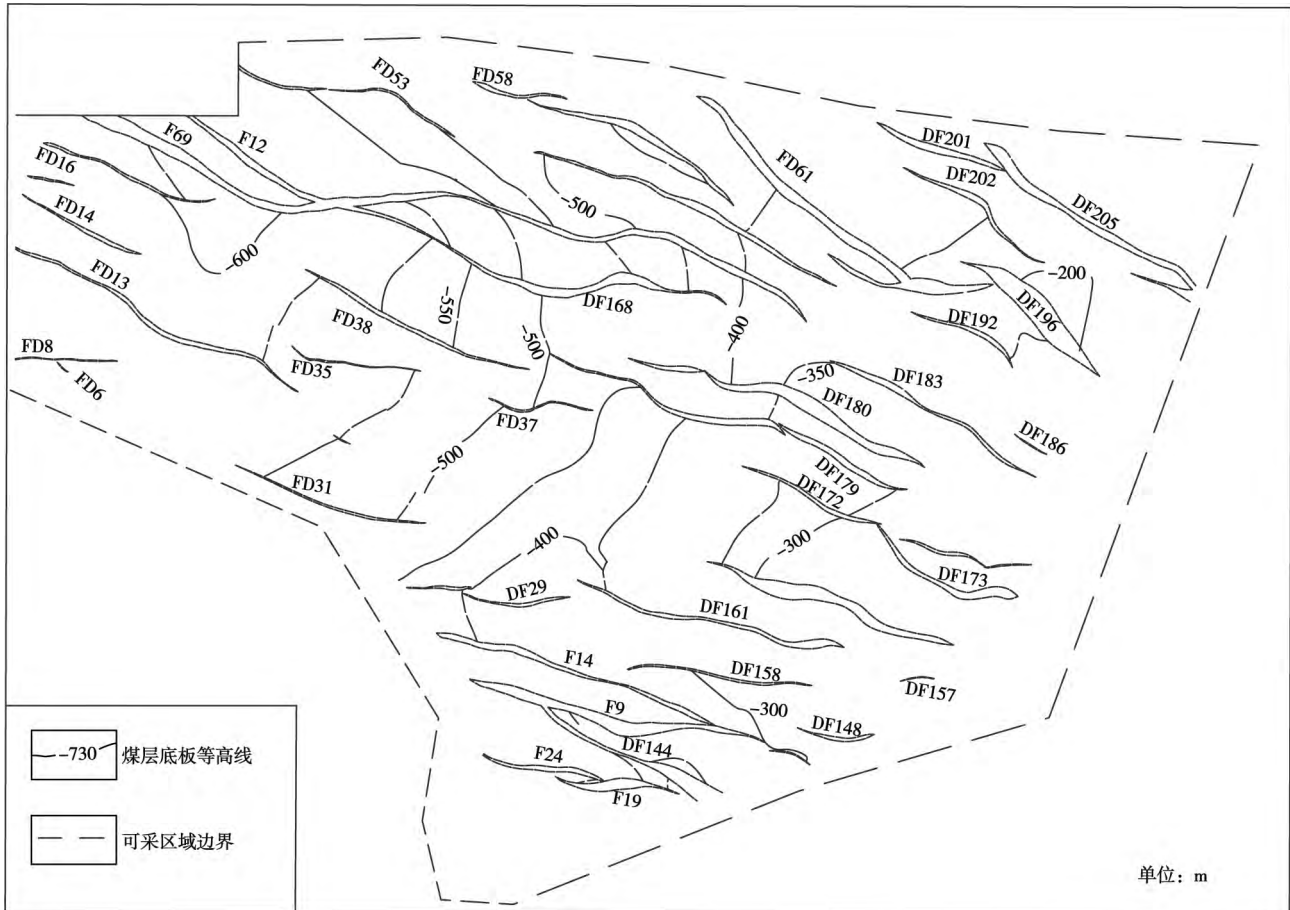 FD53
FD58
F69
F12
FD16
FD14
FD13
FD8
FD6
-600
FD38
FD35
-550
-500
DF168
-500
FD37
-500
FD31
FD61
DF201
DF202
DF205
-200
DF196
DF192
-400
-350
DF183
DF180
DF186
DF179
DF172
-300
DF173
-400
DF29
DF161
F14
DF158
DF157
F9
-300
DF148
DF144
F24
F19
-730 煤层底板等高线
可采区域边界
单位：m